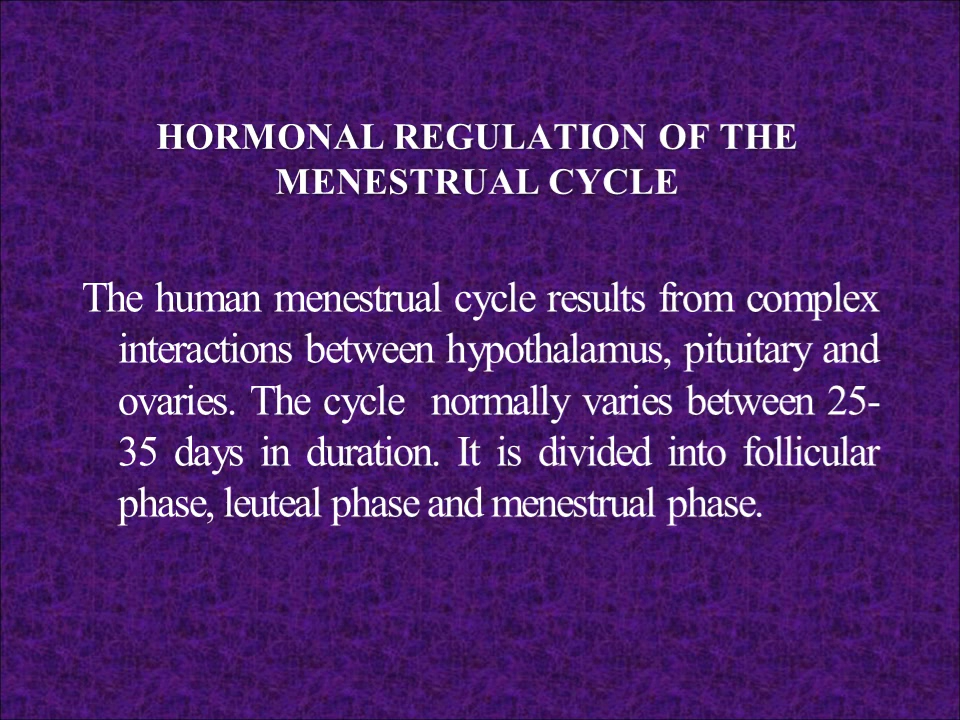 HORMONAL REGULATION OF THE
MENESTRUAL CYCLE
The human menestrual cycle results from complex
interactions between hypothalamus, pituitary and
ovaries. The cycle normally varies between 25-
35 days in duration. It is divided into follicular
phase, leuteal phase and menestrual phase.